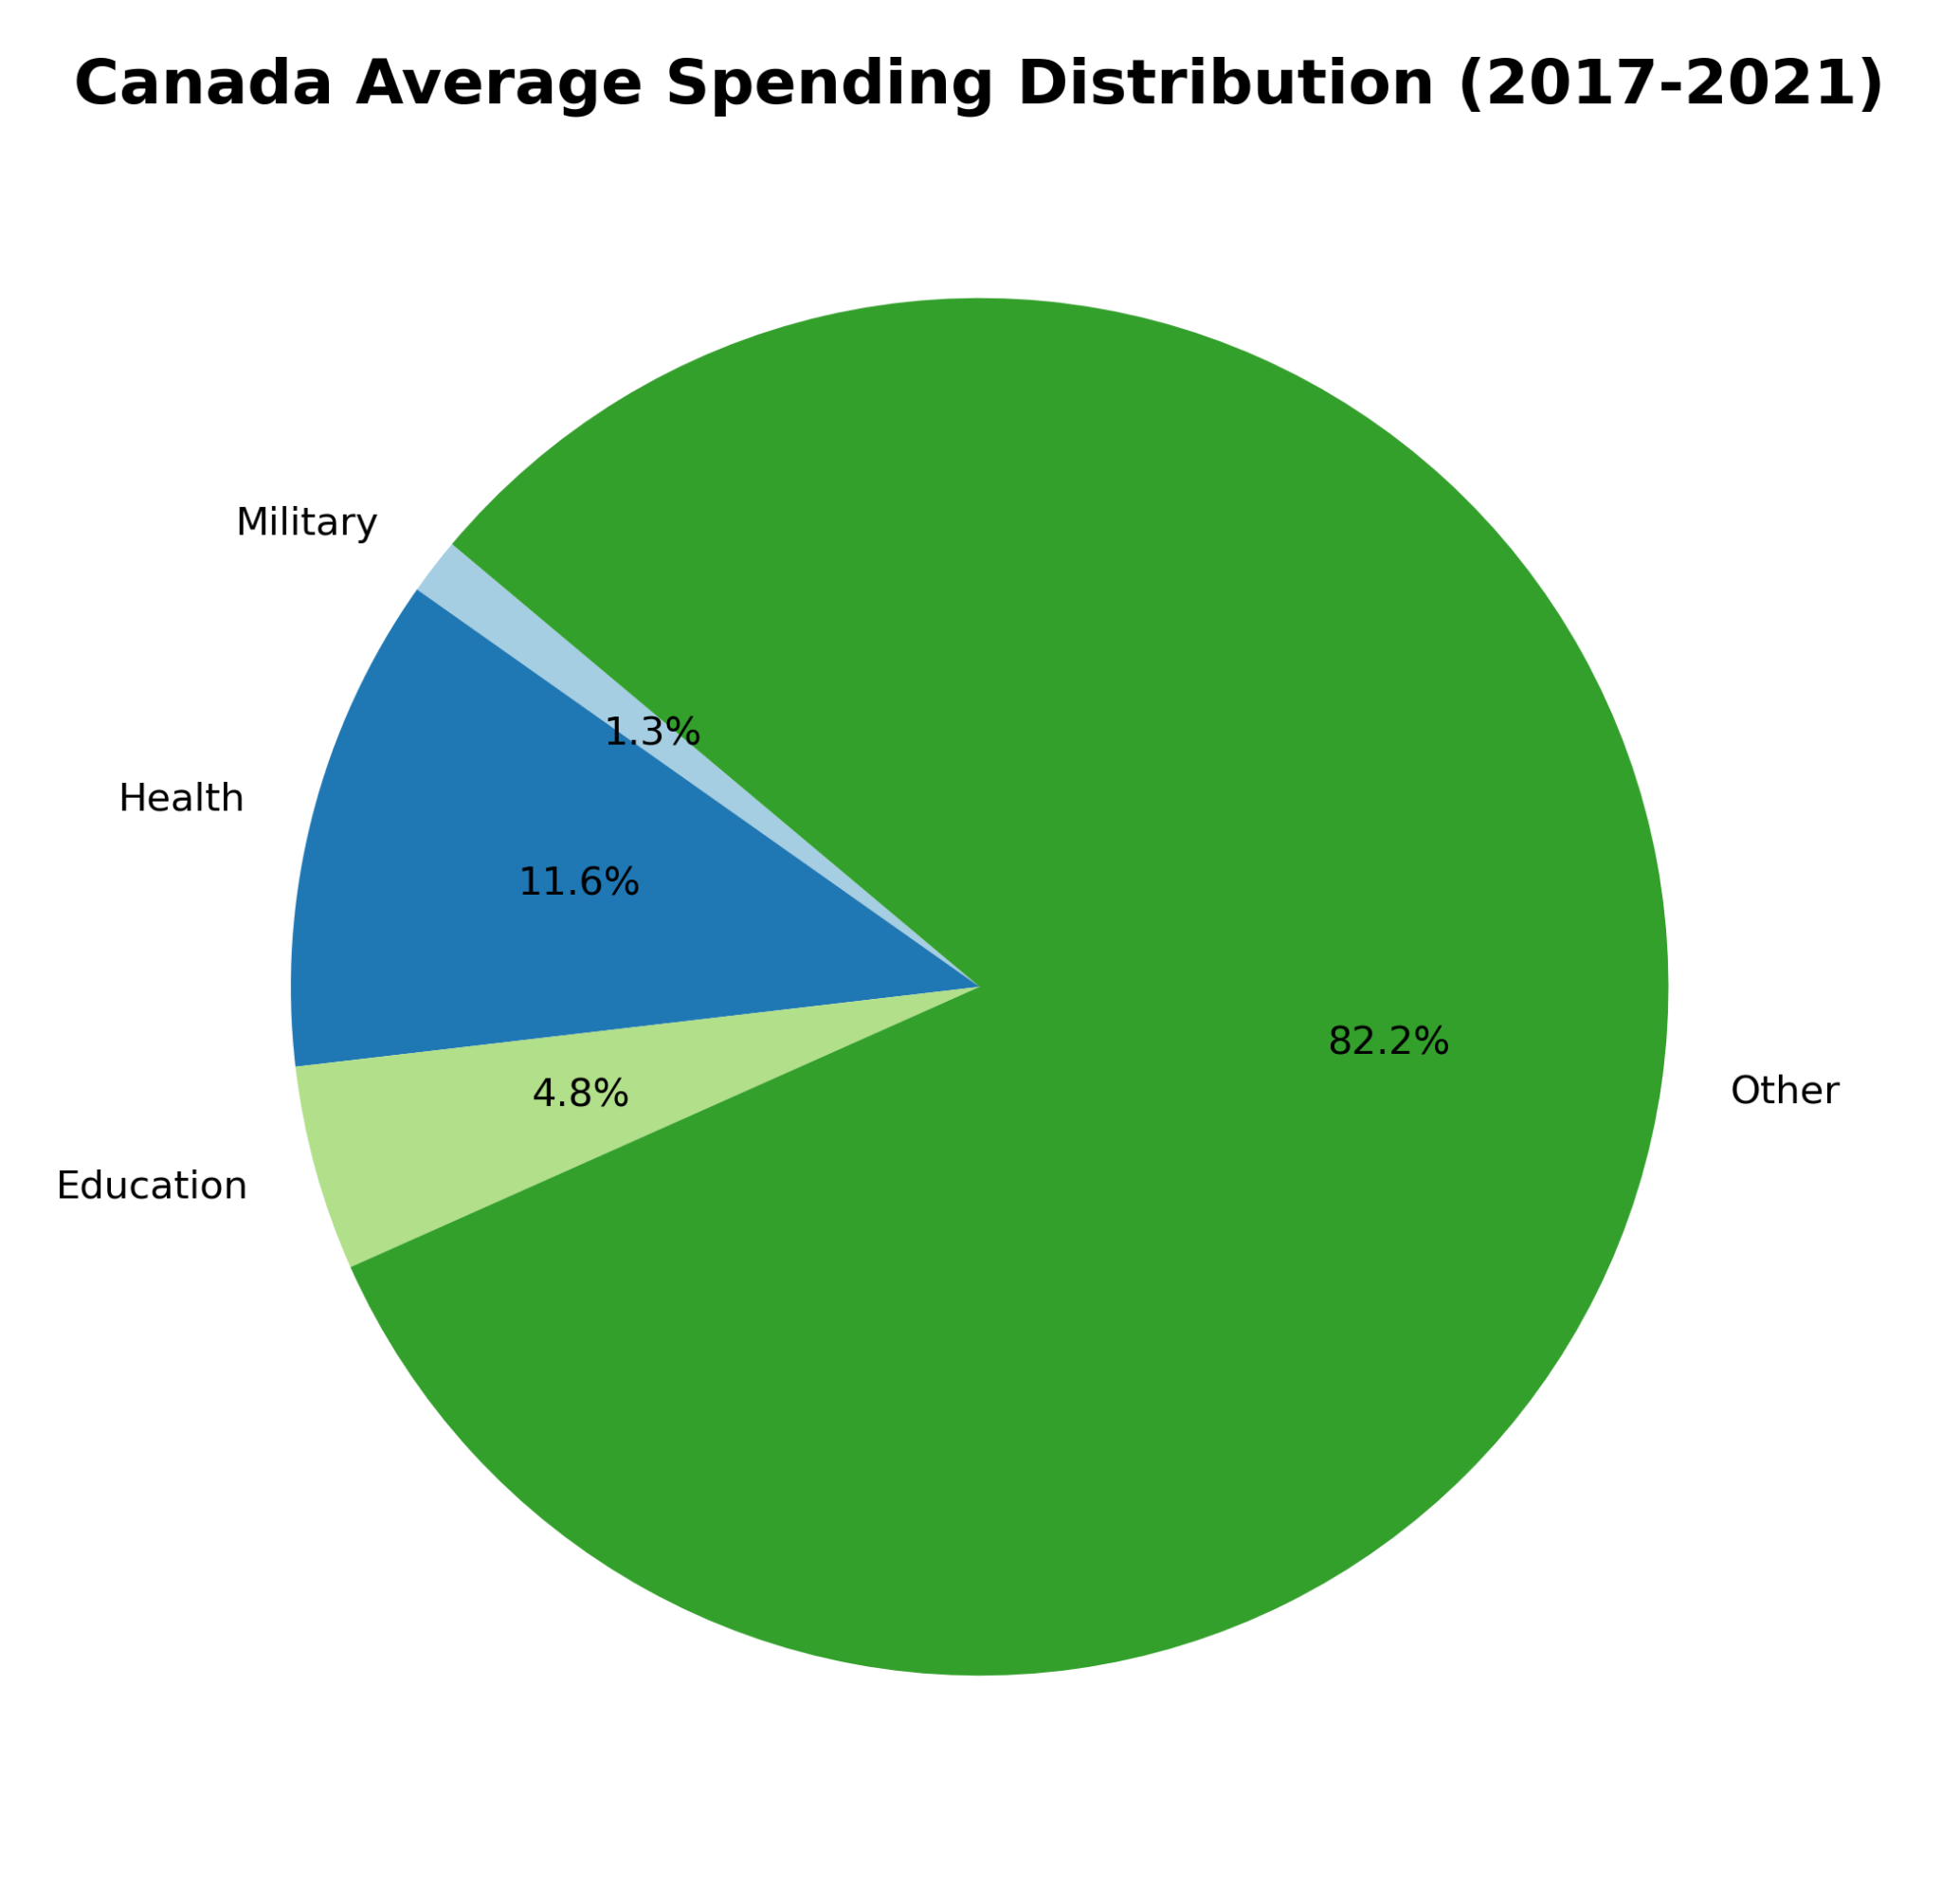 Canada Average Spending Distribution (2017-2021)
Military
1.3%
Health
11.6%
82.2%
Other
4.8%
Education